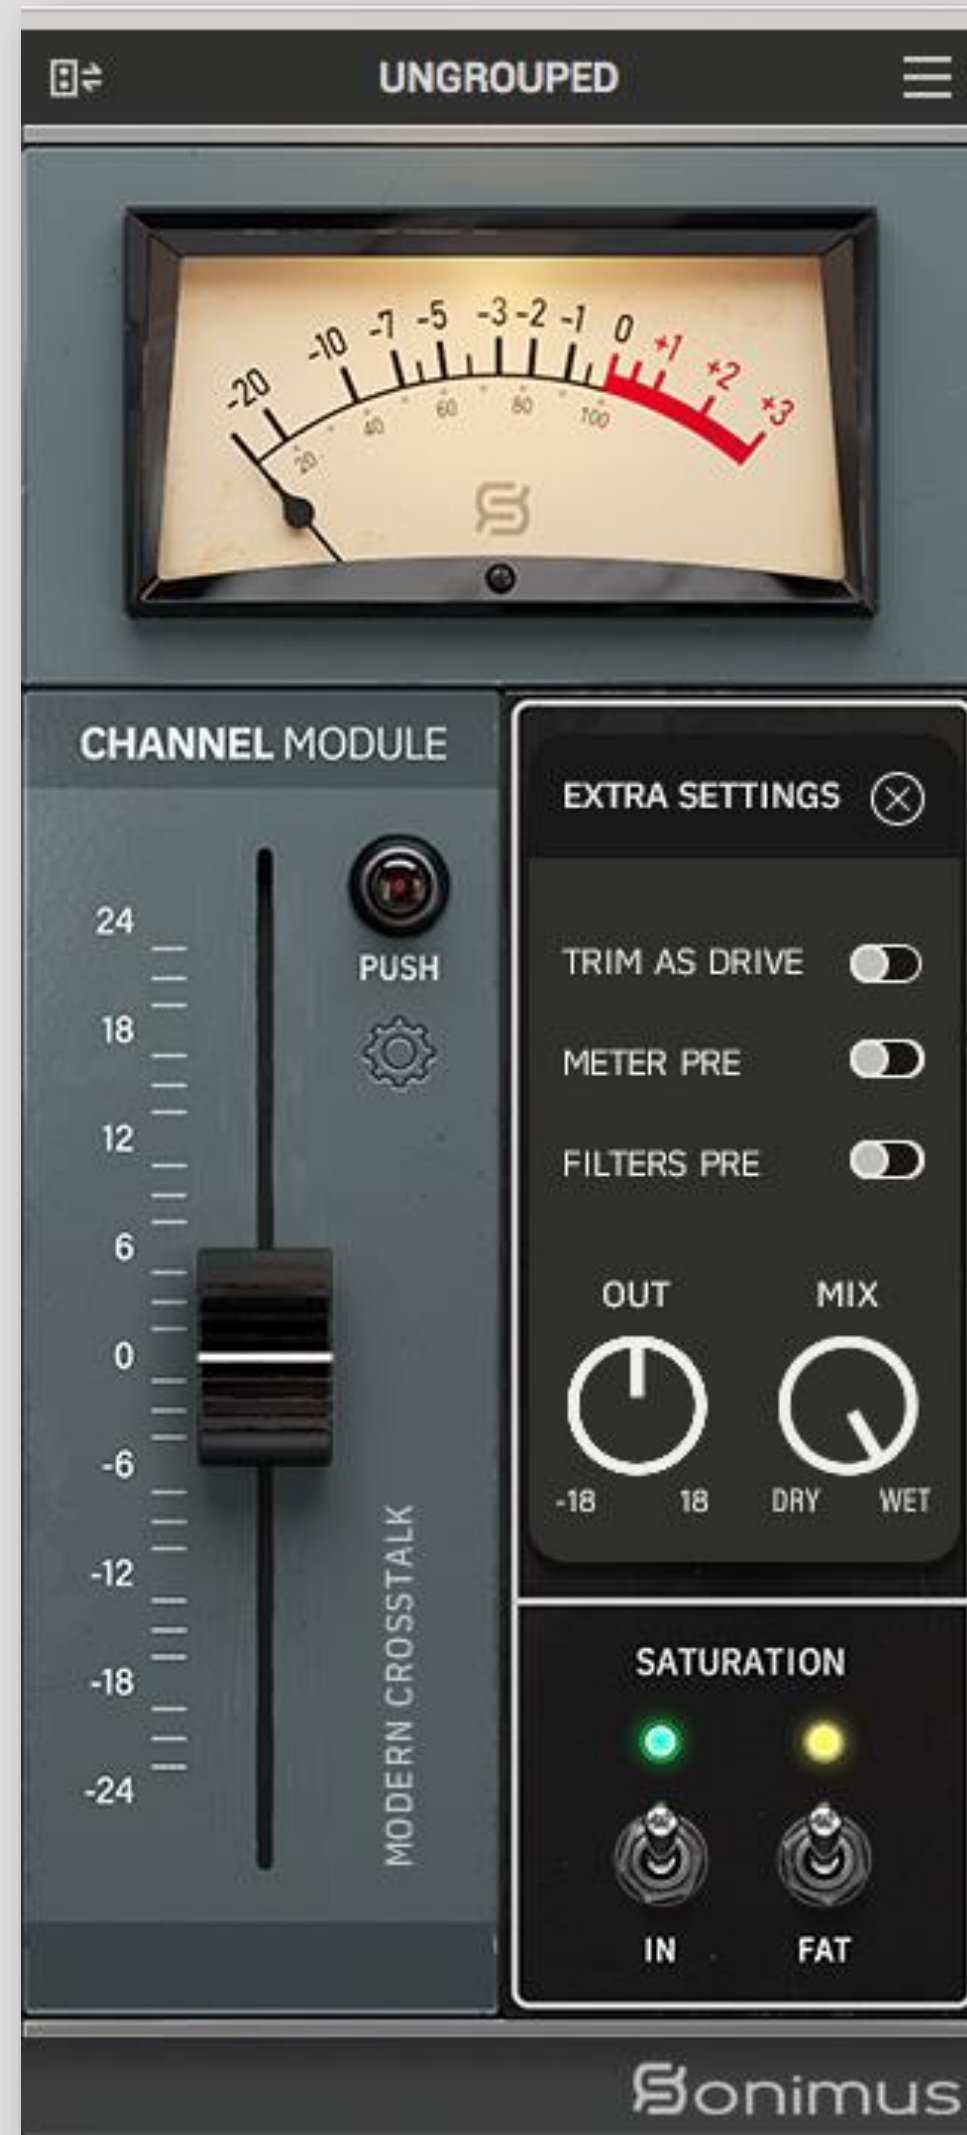 UNGROUPED
-20 -10 -7 -5 -3 -2 -1 0 +1 +2 +3
20 40 60 80 100
CHANNEL MODULE
PUSH
24
18
12
6
0
-6
-12
-18
-24
MODERN CROSSTALK
EXTRA SETTINGS
TRIM AS DRIVE
METER PRE
FILTERS PRE
OUT MIX
-18 18 DRY WET
SATURATION
IN FAT
Sonimus